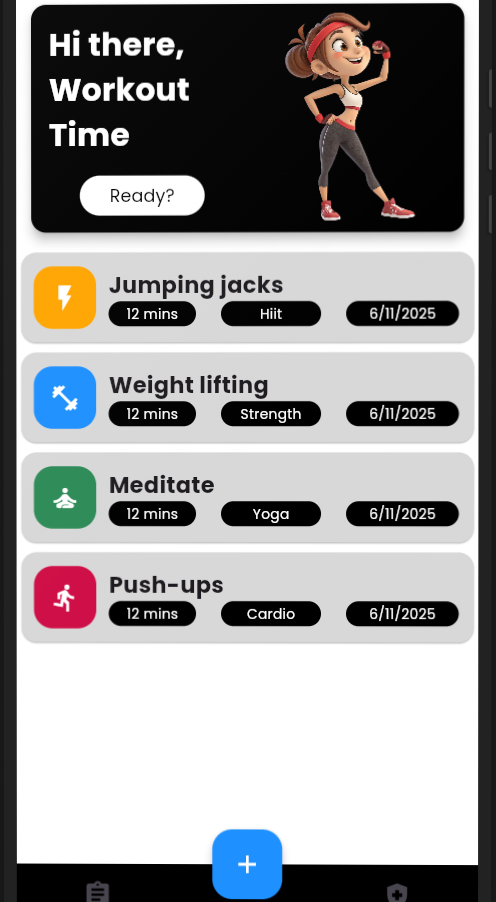 Hi there,
Workout
Time
Ready?
Jumping jacks
12 mins Hiit 6/11/2025
Weight lifting
12 mins Strength 6/11/2025
Meditate
12 mins Yoga 6/11/2025
Push-ups
12 mins Cardio 6/11/2025
+